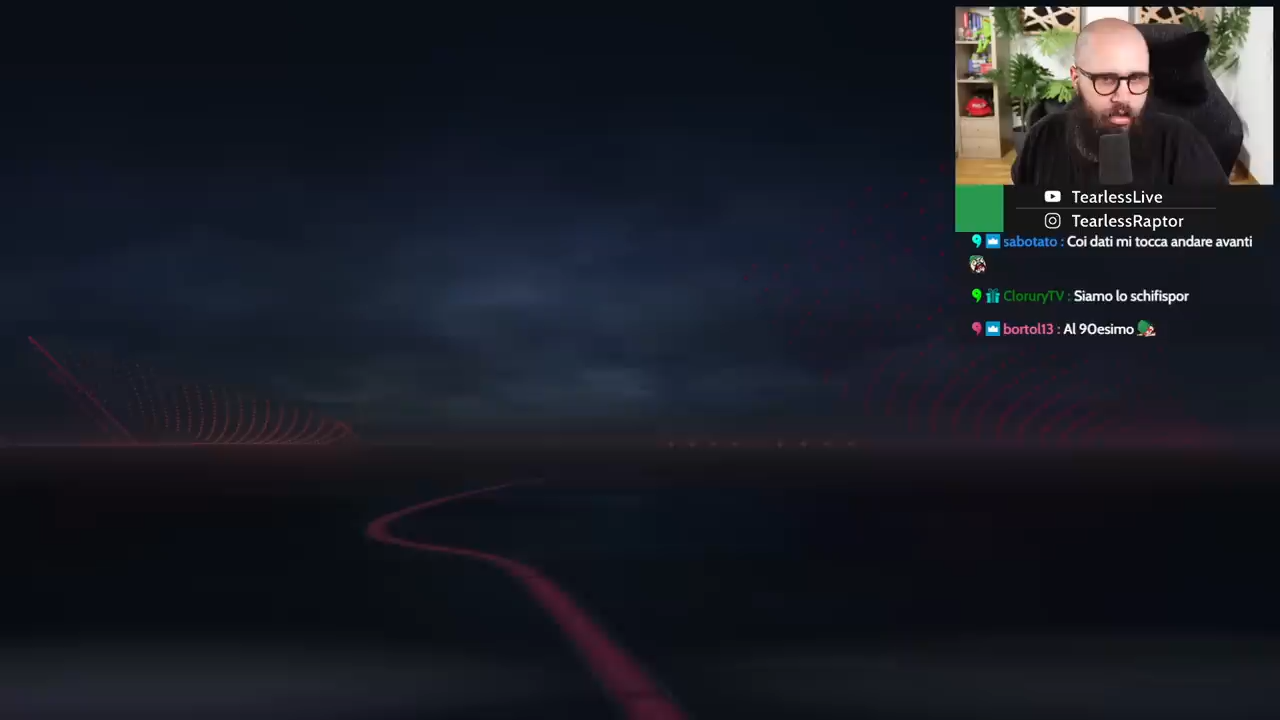 TearlessLive
TearlessRaptor
sabotato : Coi dati mi tocca andare avanti
CloruryTV : Siamo lo schifispor
bortol13 : Al 90esimo